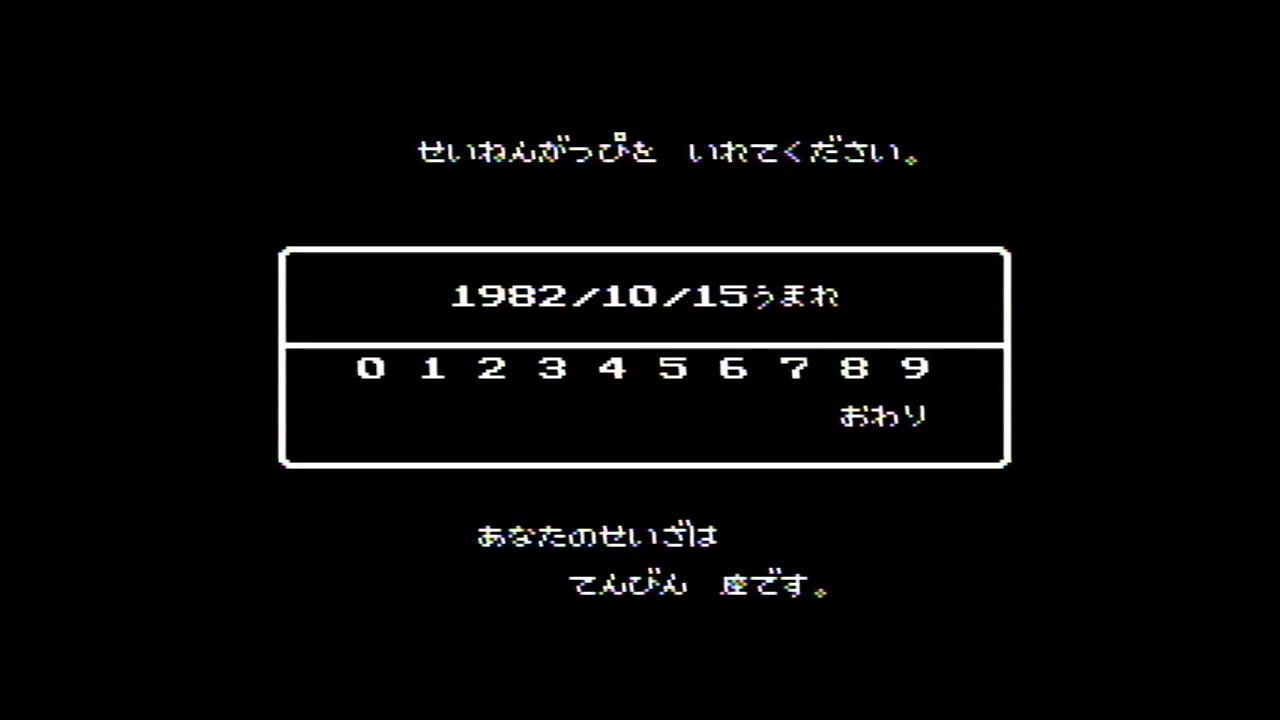 せいねんがっぴを いれてください。
1982/10/15うまれ
0 1 2 3 4 5 6 7 8 9
おわり
あなたのせいざは
てんびん 座です。